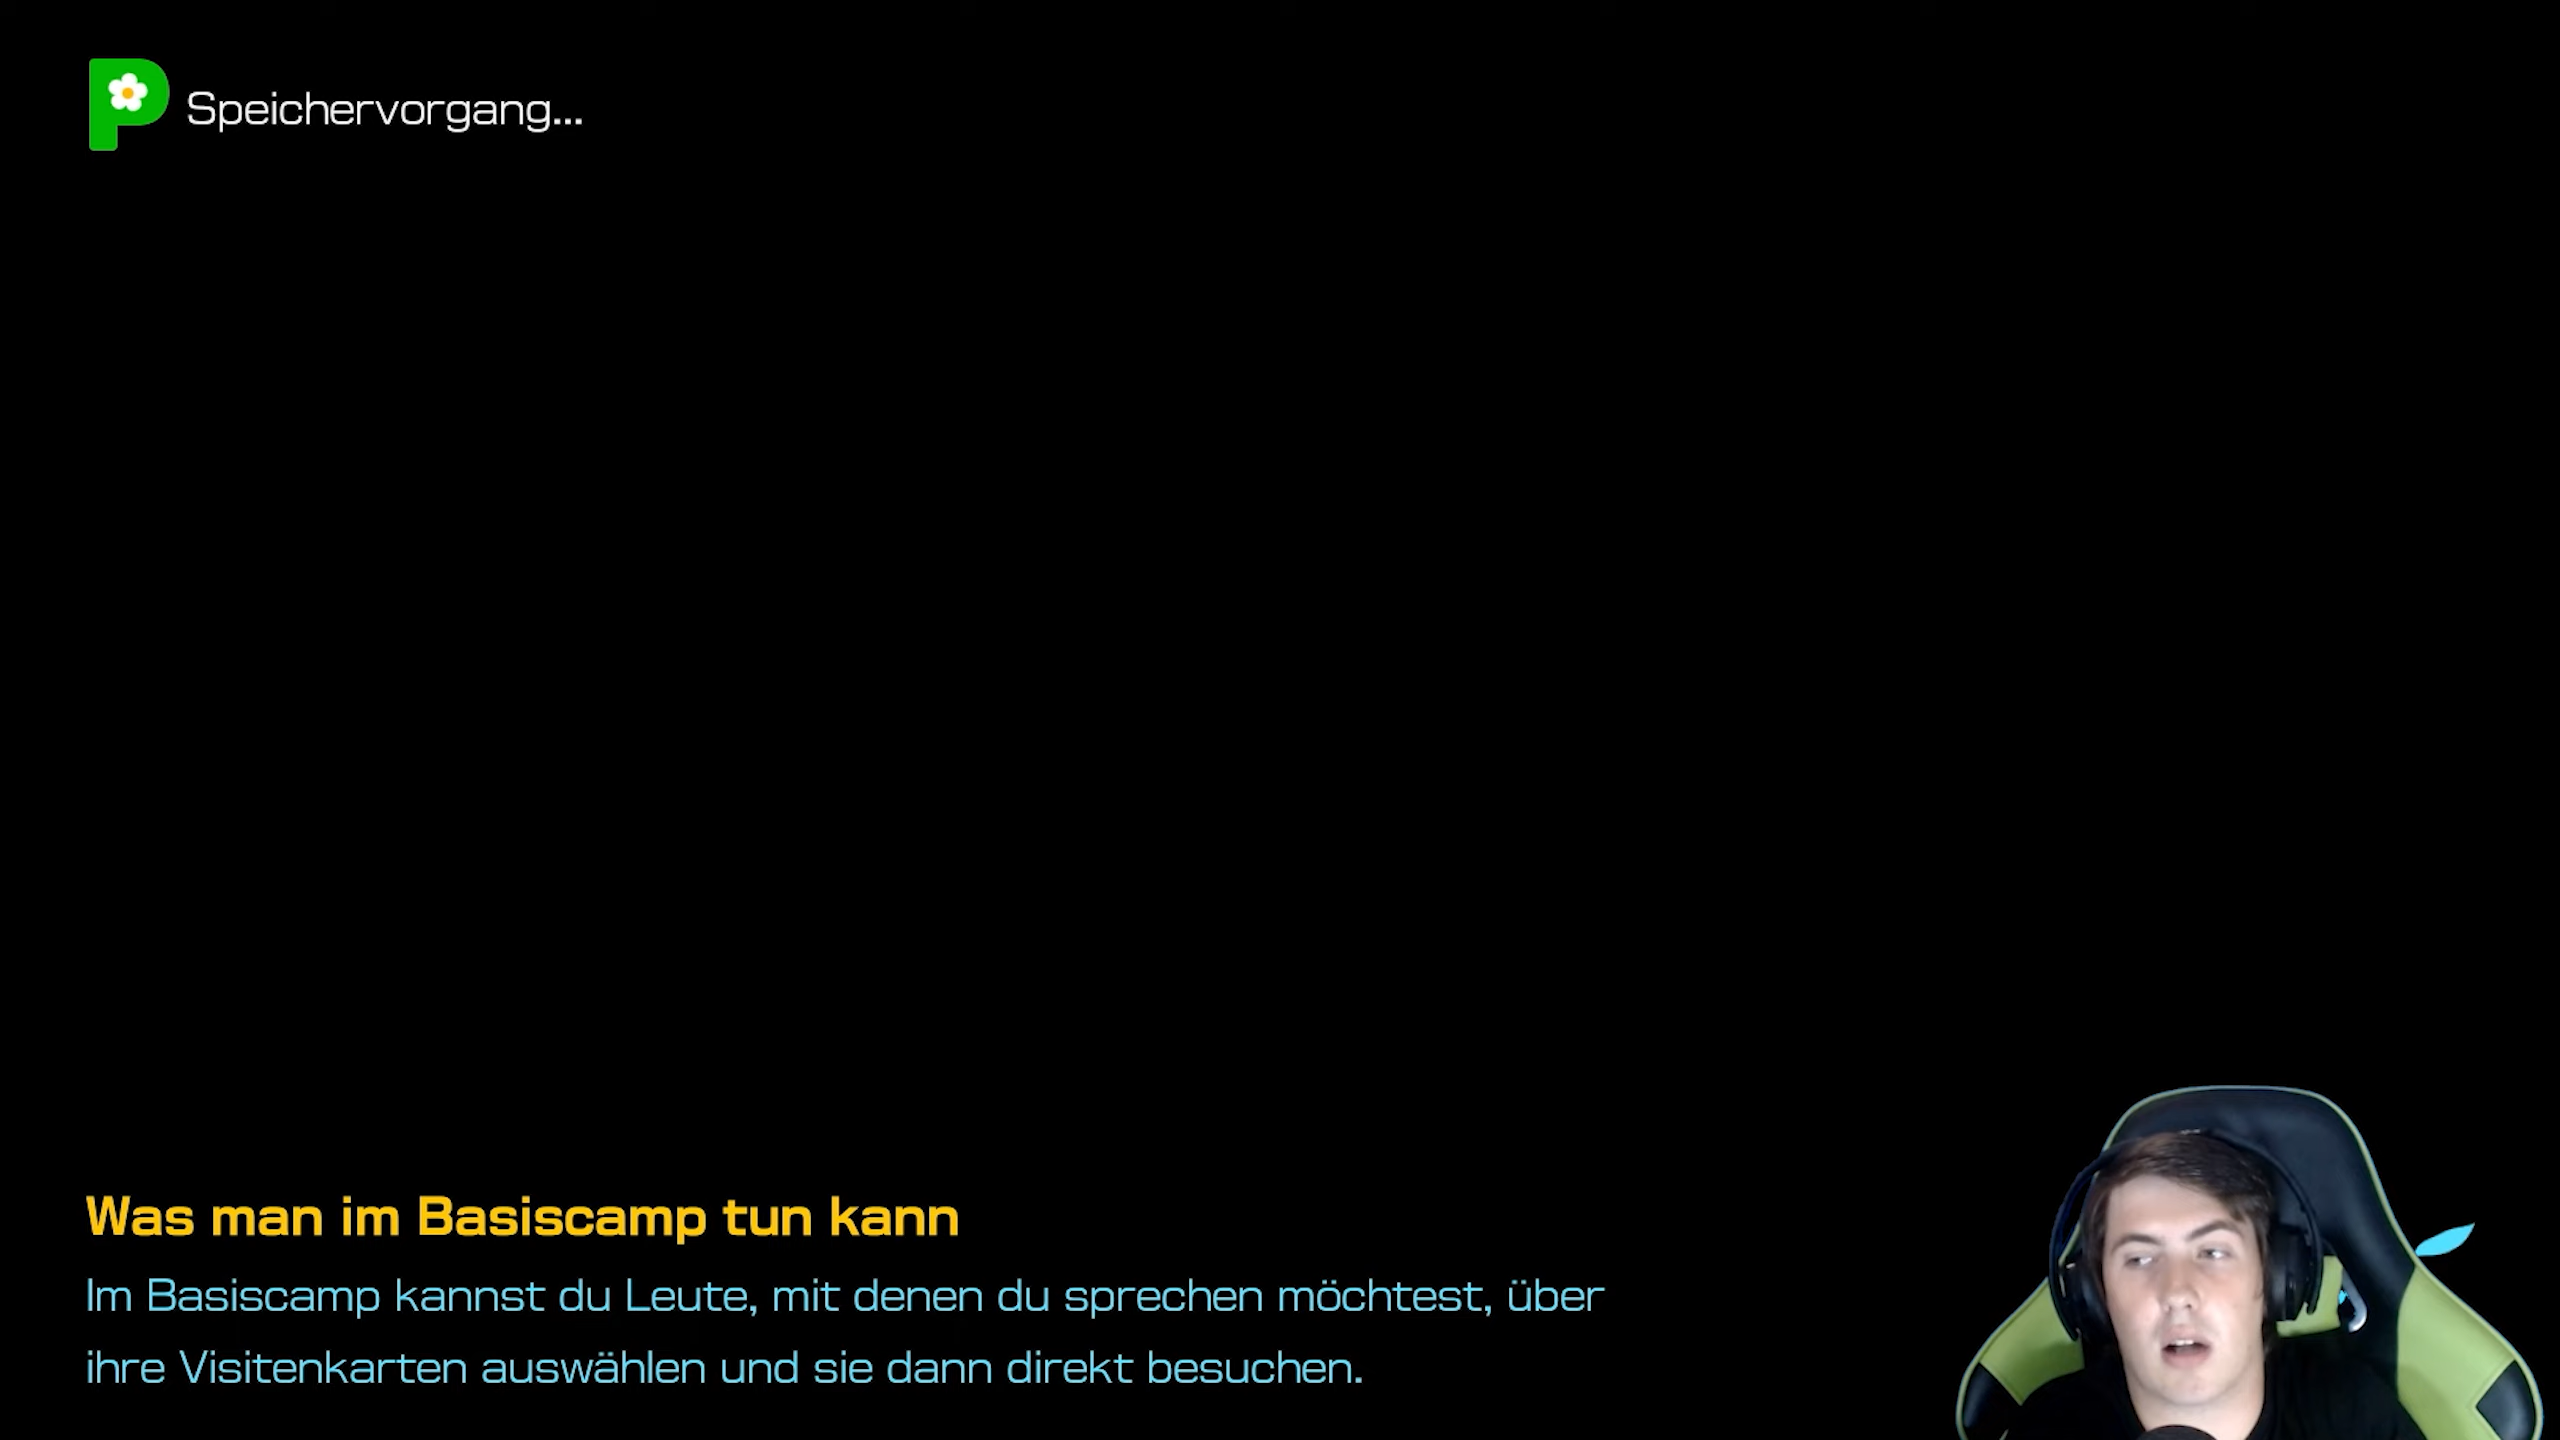 P Speichervorgang...
Was man im Basiscamp tun kann
Im Basiscamp kannst du Leute, mit denen du sprechen möchtest, über
ihre Visitenkarten auswählen und sie dann direkt besuchen.